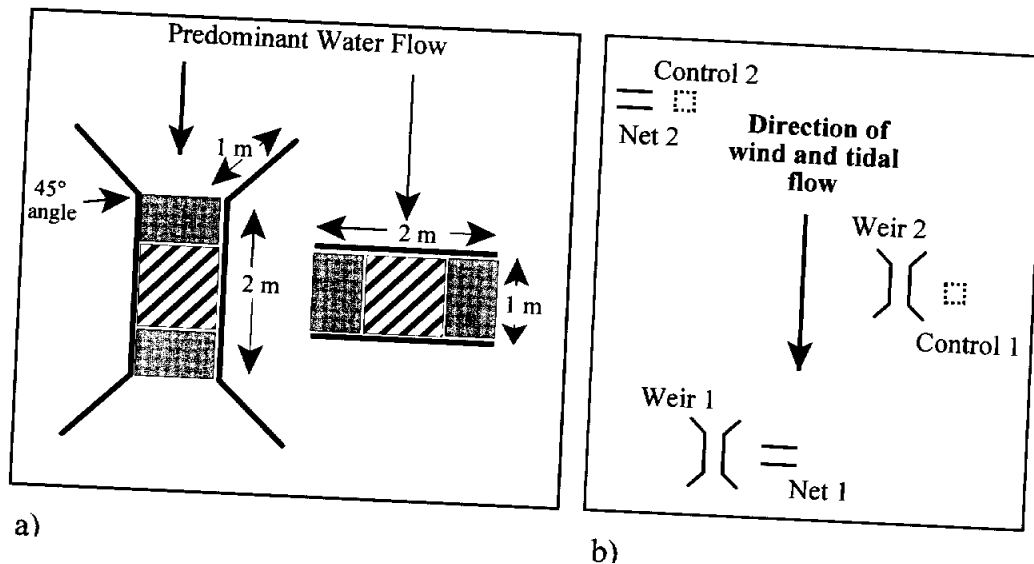 Predominant Water Flow
1 m
45°
angle
2 m
2 m
1 m
a)
Control 2
Net 2
Direction of
wind and tidal
flow
Weir 2
Control 1
Weir 1
Net 1
b)